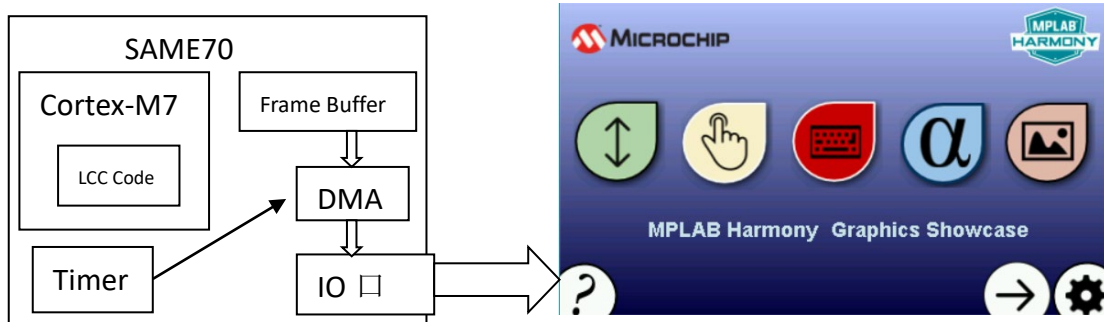 SAME70
Cortex-M7
LCC Code
Frame Buffer
DMA
Timer
IO 口
MICROCHIP
MPLAB
HARMONY
α
MPLAB Harmony Graphics Showcase
?